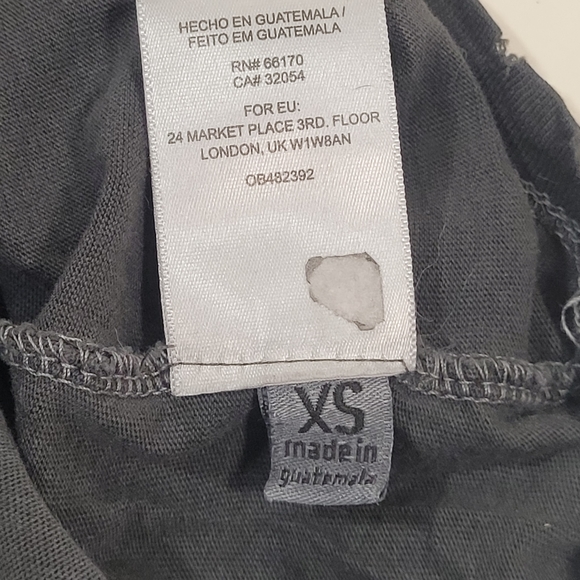 HECHO EN GUATEMALA /
FEITO EM GUATEMALA
RN# 66170
CA# 32054
FOR EU:
24 MARKET PLACE 3RD. FLOOR
LONDON, UK W1W8AN
OB482392
XS
made in
guatemala